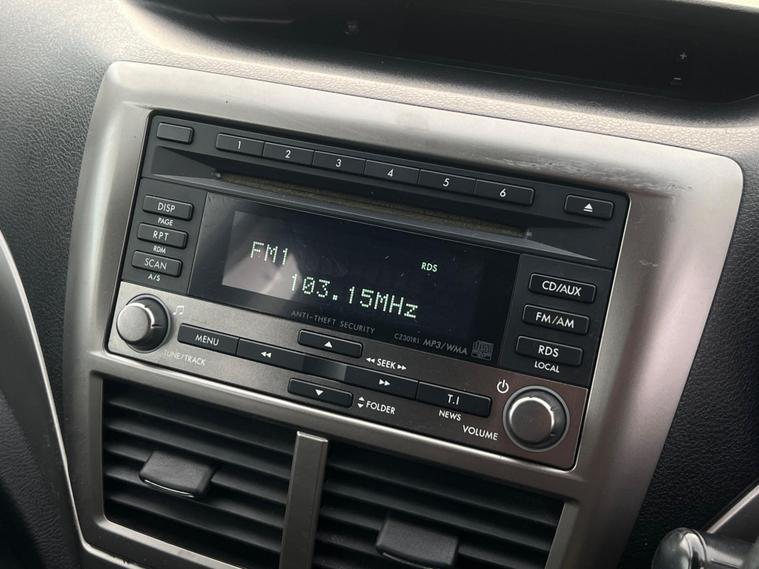 1 2 3 4 5 6
DISP
PAGE
RPT
RDM
SCAN
A/S
FM1
RDS
103.15MHz
CD/AUX
FM/AM
RDS
LOCAL
ANTI-THEFT SECURITY
CZ301R1 MP3/WMA
MENU
SEEK
TUNE/TRACK
T.I
FOLDER
NEWS
VOLUME
+
−